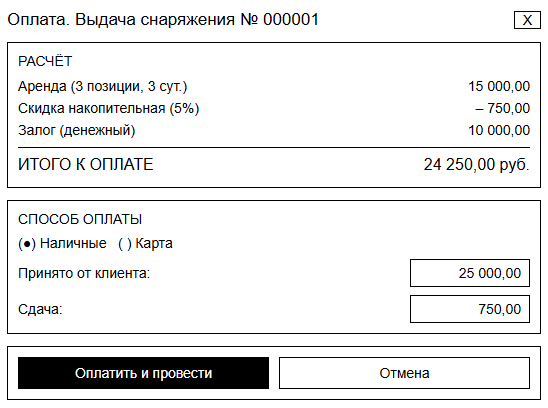 Оплата. Выдача снаряжения № 000001 X
РАСЧЁТ
Аренда (3 позиции, 3 сут.) 15 000,00
Скидка накопительная (5%) – 750,00
Залог (денежный) 10 000,00
ИТОГО К ОПЛАТЕ 24 250,00 руб.
СПОСОБ ОПЛАТЫ
(●) Наличные ( ) Карта
Принято от клиента: 25 000,00
Сдача: 750,00
Оплатить и провести Отмена